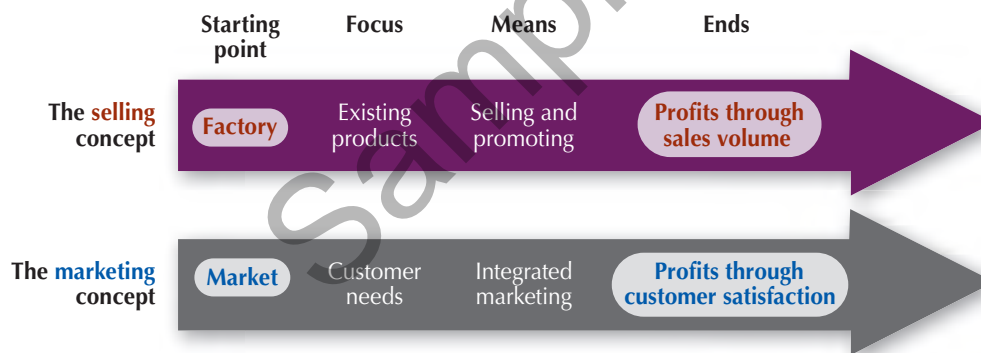 Starting
point
Focus
Means
Ends
The selling
concept
Factory
Existing
products
Selling and
promoting
Profits through
sales volume
The marketing
concept
Market
Customer
needs
Integrated
marketing
Profits through
customer satisfaction
Sampl